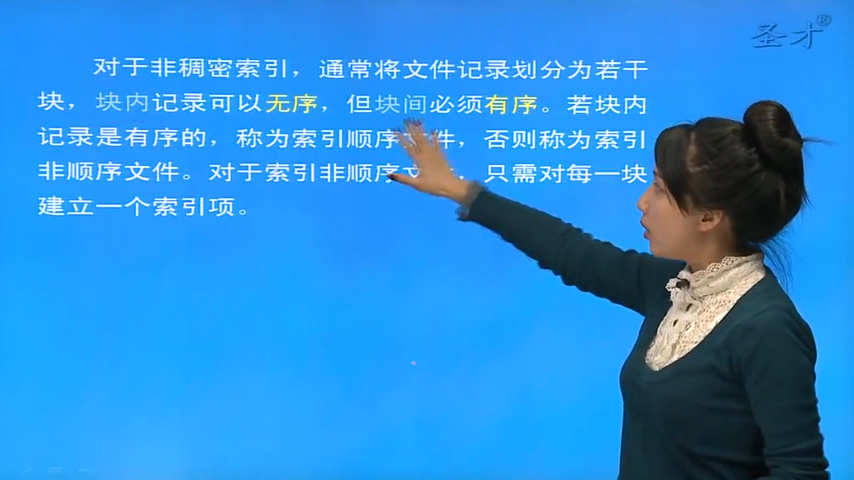 圣才®
对于非稠密索引，通常将文件记录划分为若干
块，块内记录可以无序，但块间必须有序。若块内
记录是有序的，称为索引顺序文件，否则称为索引
非顺序文件。对于索引非顺序文件，只需对每一块
建立一个索引项。